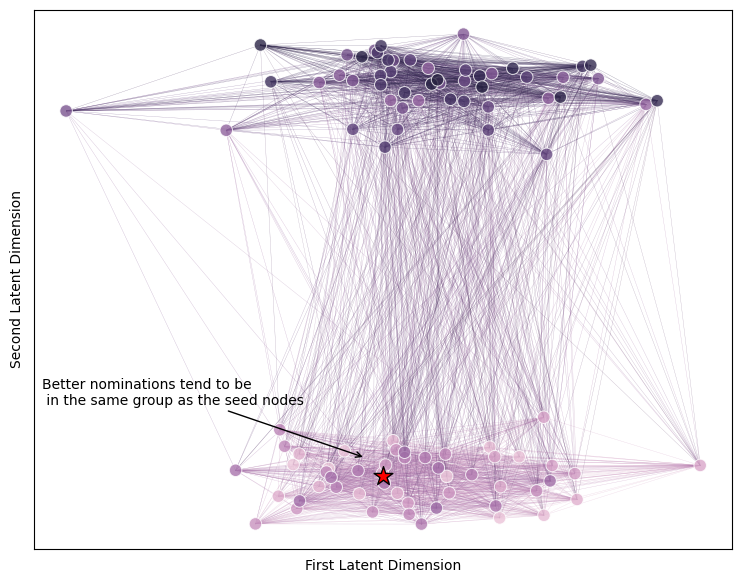 Second Latent Dimension
Better nominations tend to be
in the same group as the seed nodes
First Latent Dimension